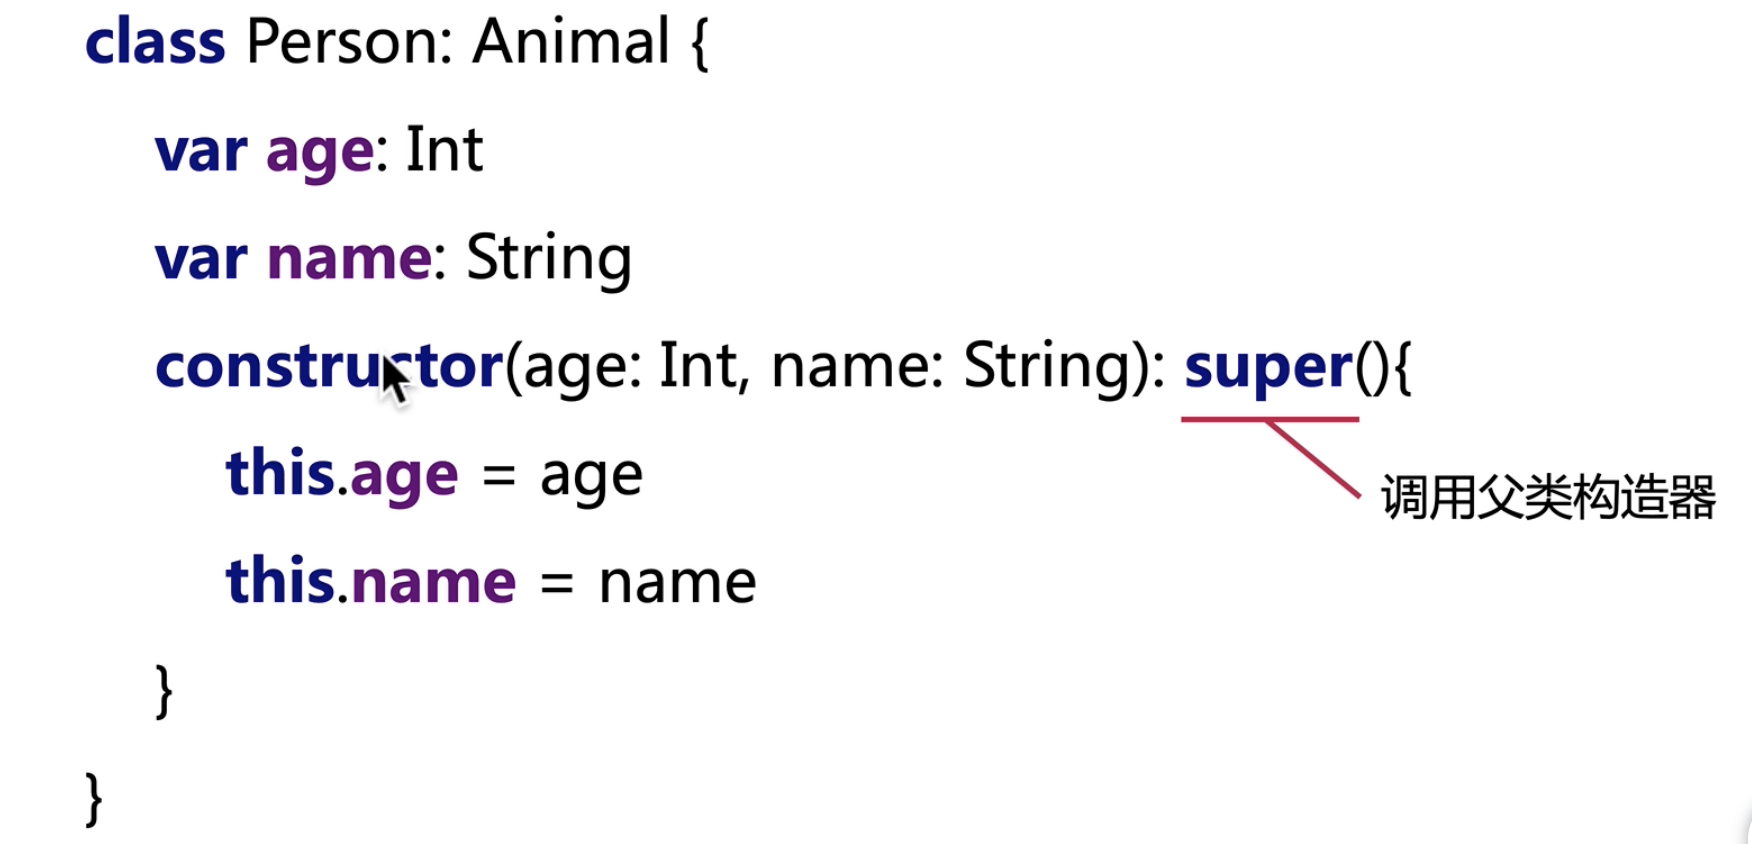 class Person: Animal {
var age: Int
var name: String
constructor(age: Int, name: String): super(){
this.age = age
调用父类构造器
this.name = name
}
}